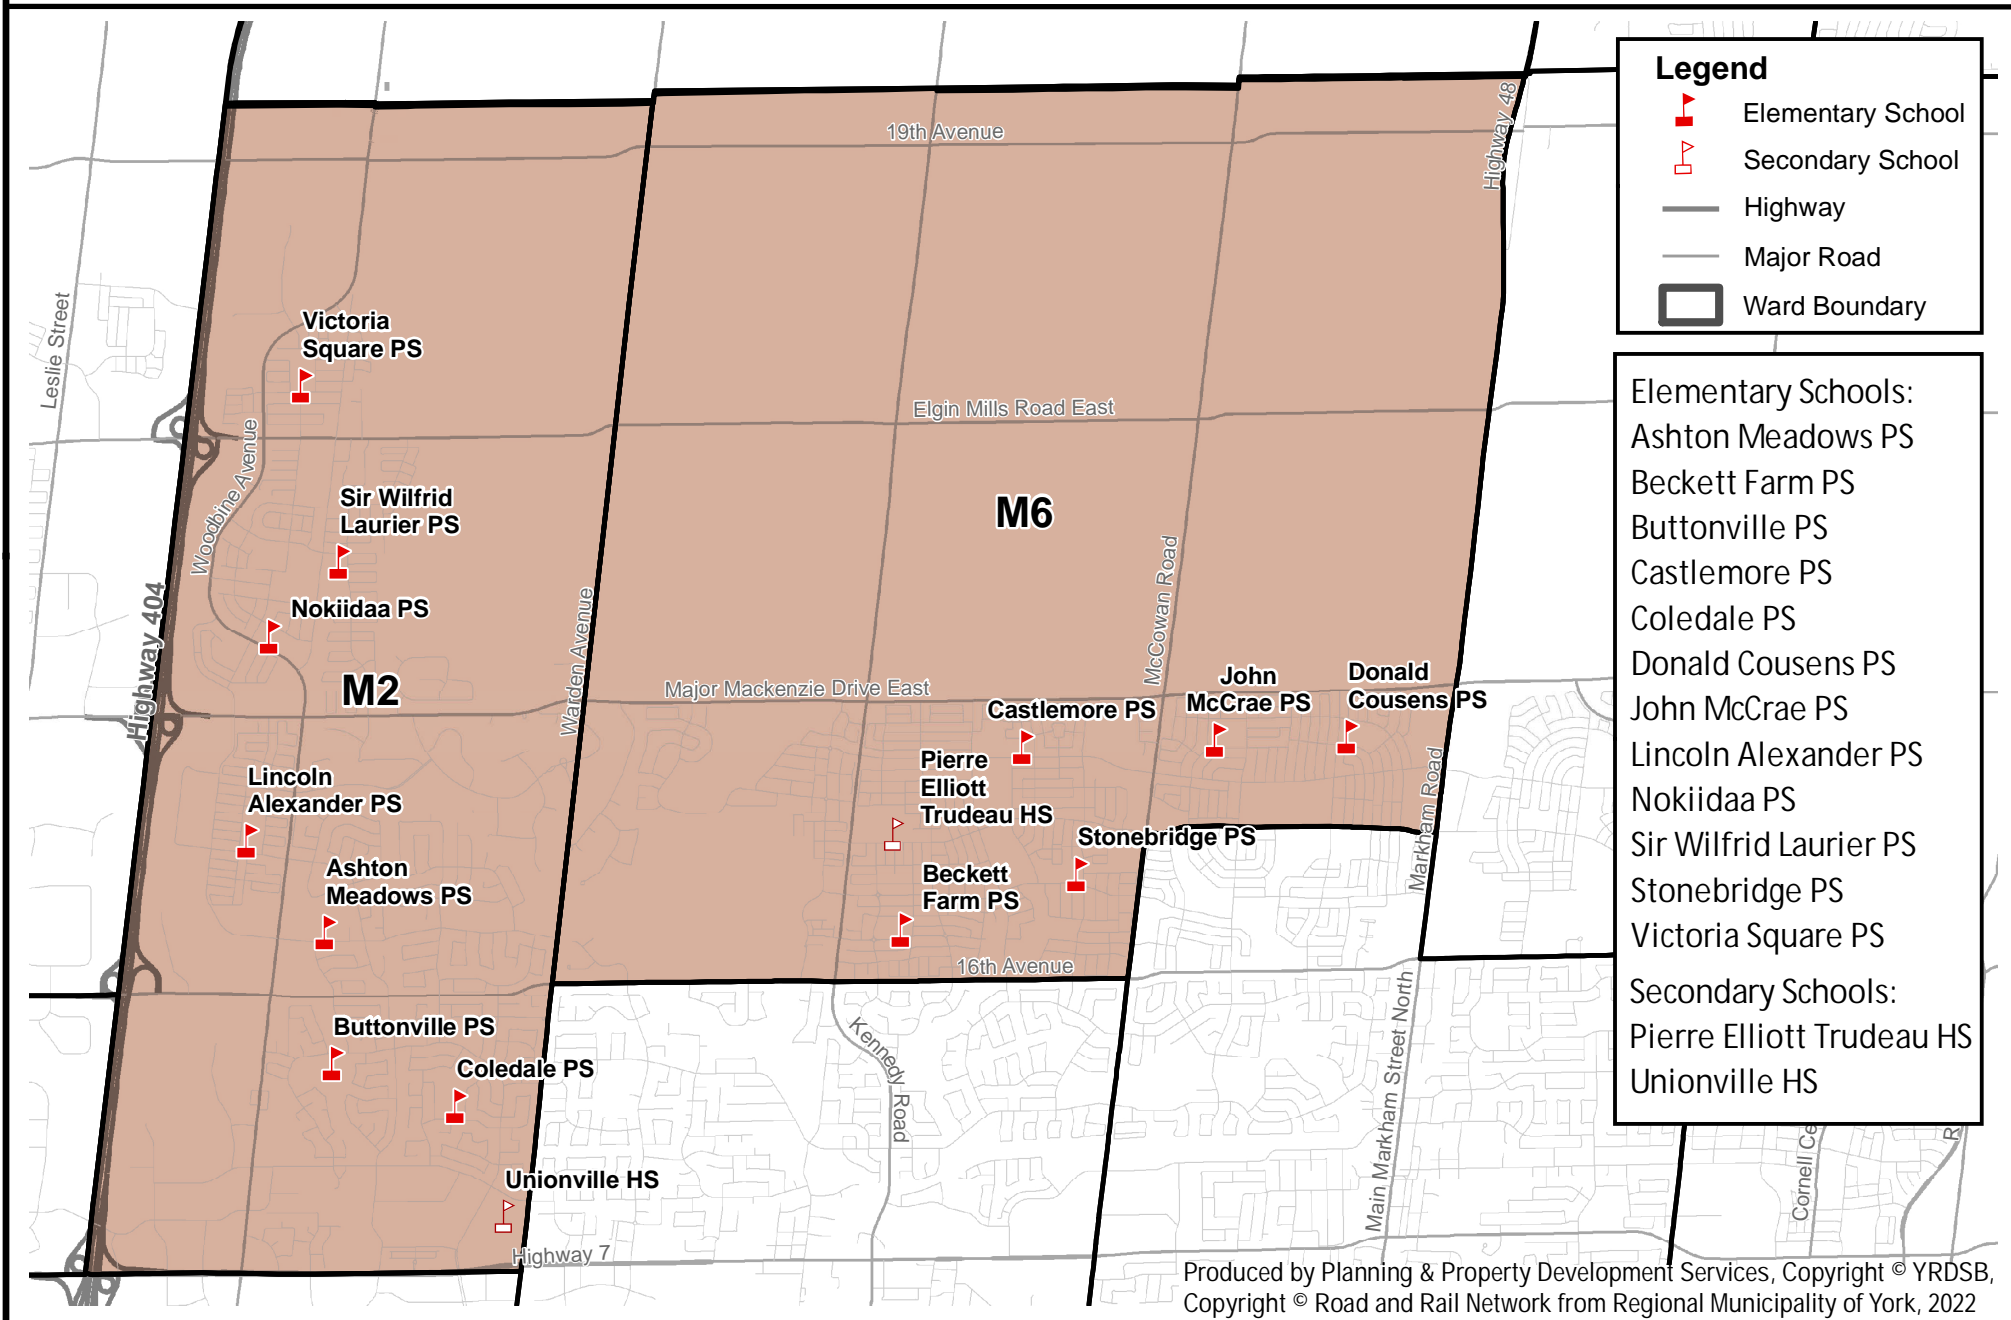 Legend
Elementary School
Secondary School
Highway
Major Road
Ward Boundary
Elementary Schools:
Ashton Meadows PS
Beckett Farm PS
Buttonville PS
Castlemore PS
Coledale PS
Donald Cousens PS
John McCrae PS
Lincoln Alexander PS
Nokiidaa PS
Sir Wilfrid Laurier PS
Stonebridge PS
Victoria Square PS
Secondary Schools:
Pierre Elliott Trudeau HS
Unionville HS
19th Avenue
Highway 48
Leslie Street
Victoria
Square PS
Elgin Mills Road East
Woodbine Avenue
Sir Wilfrid
Laurier PS
M6
McCowan Road
Highway 404
Nokiidaa PS
Warden Avenue
M2
Major Mackenzie Drive East
Castlemore PS
John
McCrae PS
Donald
Cousens PS
Pierre
Elliott
Trudeau HS
Lincoln
Alexander PS
Markham Road
Stonebridge PS
Ashton
Meadows PS
Beckett
Farm PS
16th Avenue
Buttonville PS
Coledale PS
Kennedy Road
Main Markham Street North
Cornell Ce
R
Unionville HS
Highway 7
Produced by Planning & Property Development Services, Copyright © YRDSB,
Copyright © Road and Rail Network from Regional Municipality of York, 2022